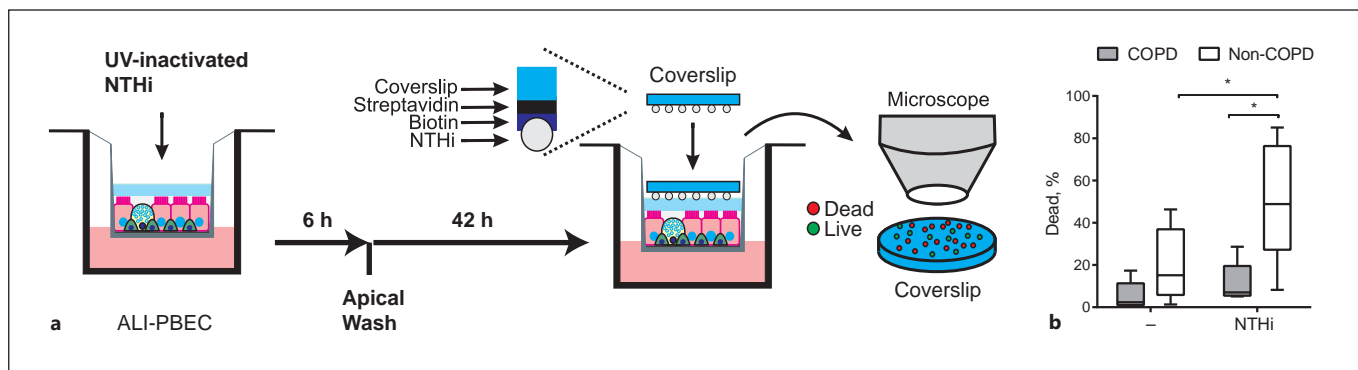 UV-inactivated
NTHi
ALI-PBEC
a
6 h
42 h
Apical
Wash
Coverslip
Streptavidin
Biotin
NTHi
Coverslip
Microscope
Dead
Live
Coverslip
COPD
Non-COPD
*
*
Dead, %
100
80
60
40
20
0
–
NTHi
b